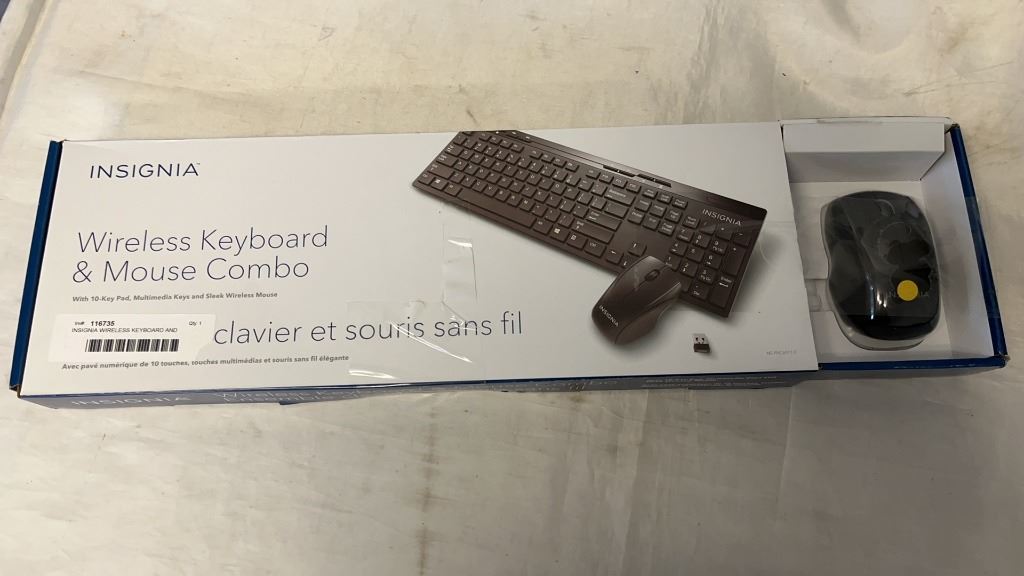 INSIGNIA™
Wireless Keyboard
& Mouse Combo
With 10-Key Pad, Multimedia Keys and Sleek Wireless Mouse
116735
Qty: 1
INSIGNIA WIRELESS KEYBOARD AND
clavier et souris sans fil
Avec pavé numérique de 10 touches, touches multimédias et souris sans fil élégante
INSIGNIA
INSIGNIA
INSIGNIA